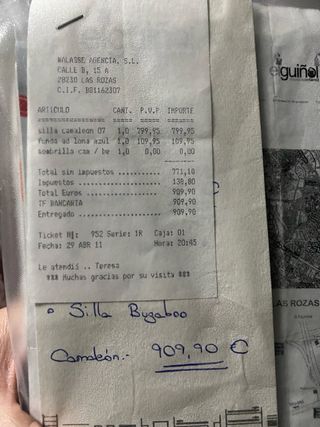 WALASSE AGENCIA, S.L.
CALLE B, 15 A
28230 LAS ROZAS
C.I.F. B81162307
ARTICULO CANT. P.V.P IMPORTE
silla camaleon 07 1,0 799,95 799,95
funda ad lona azul 1,0 109,95 109,95
sombrilla caa / be 1,0 0,00 0,00
Total sin impuestos ........... 771,10
Impuestos ..................... 138,80
Total Euros ................... 909,90
TF BANCARIA 909,90
Entregado ..................... 909,90
Ticket Nº: 952 Serie: 1R Caja: 01
Fecha: 29 ABR 11 Hora: 20:45
Le atendió .. Teresa
*** Muchas gracias por su visita ***
Silla Bugaboo
Camaleón.- 909,90 €
guiñol
LAS ROZAS